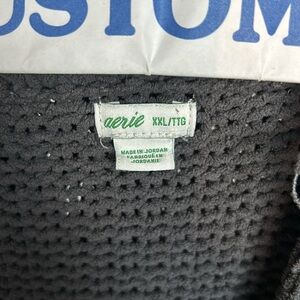 USTOM
aerie XXL/TTG
MADE IN JORDAN
FABRIQUÉ EN
JORDANIE